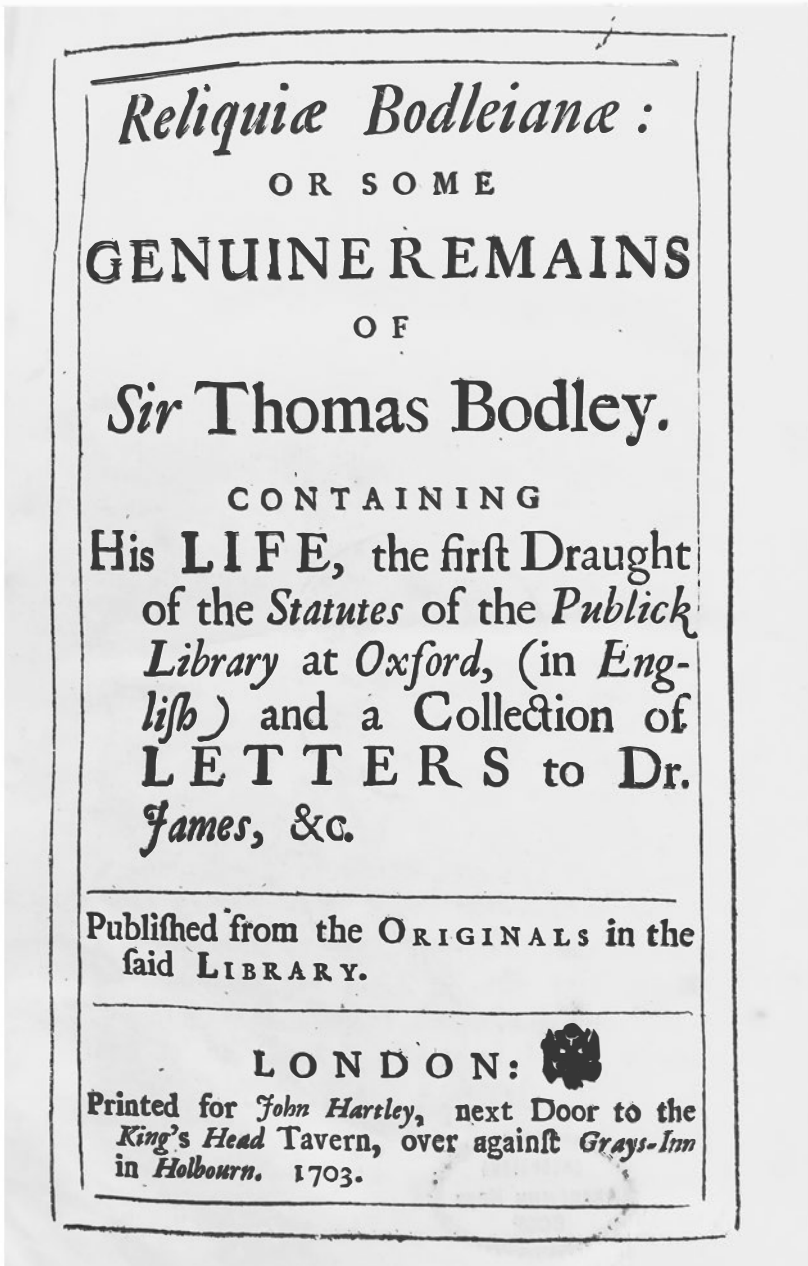 Reliquiæ Bodleianæ:
OR SOME
GENUINE REMAINS
OF
Sir Thomas Bodley.
CONTAINING
His LIFE, the firſt Draught
of the Statutes of the Publick
Library at Oxford, (in Eng-
liſh) and a Collection of
LETTERS to Dr.
James, &c.
Publiſhed from the ORIGINALS in the
ſaid LIBRARY.
LONDON:
Printed for John Hartley, next Door to the
King's Head Tavern, over againſt Grays-Inn
in Holbourn. 1703.